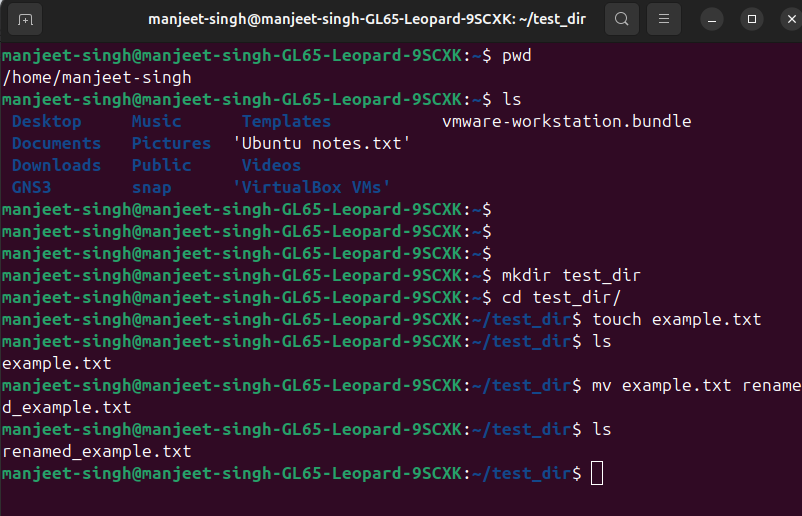 manjeet-singh@manjeet-singh-GL65-Leopard-9SCXK: ~/test_dir
manjeet-singh@manjeet-singh-GL65-Leopard-9SCXK:~$ pwd
/home/manjeet-singh
manjeet-singh@manjeet-singh-GL65-Leopard-9SCXK:~$ ls
Desktop Music Templates vmware-workstation.bundle
Documents Pictures 'Ubuntu notes.txt'
Downloads Public Videos
GNS3 snap 'VirtualBox VMs'
manjeet-singh@manjeet-singh-GL65-Leopard-9SCXK:~$
manjeet-singh@manjeet-singh-GL65-Leopard-9SCXK:~$
manjeet-singh@manjeet-singh-GL65-Leopard-9SCXK:~$
manjeet-singh@manjeet-singh-GL65-Leopard-9SCXK:~$ mkdir test_dir
manjeet-singh@manjeet-singh-GL65-Leopard-9SCXK:~$ cd test_dir/
manjeet-singh@manjeet-singh-GL65-Leopard-9SCXK:~/test_dir$ touch example.txt
manjeet-singh@manjeet-singh-GL65-Leopard-9SCXK:~/test_dir$ ls
example.txt
manjeet-singh@manjeet-singh-GL65-Leopard-9SCXK:~/test_dir$ mv example.txt rename
d_example.txt
manjeet-singh@manjeet-singh-GL65-Leopard-9SCXK:~/test_dir$ ls
renamed_example.txt
manjeet-singh@manjeet-singh-GL65-Leopard-9SCXK:~/test_dir$